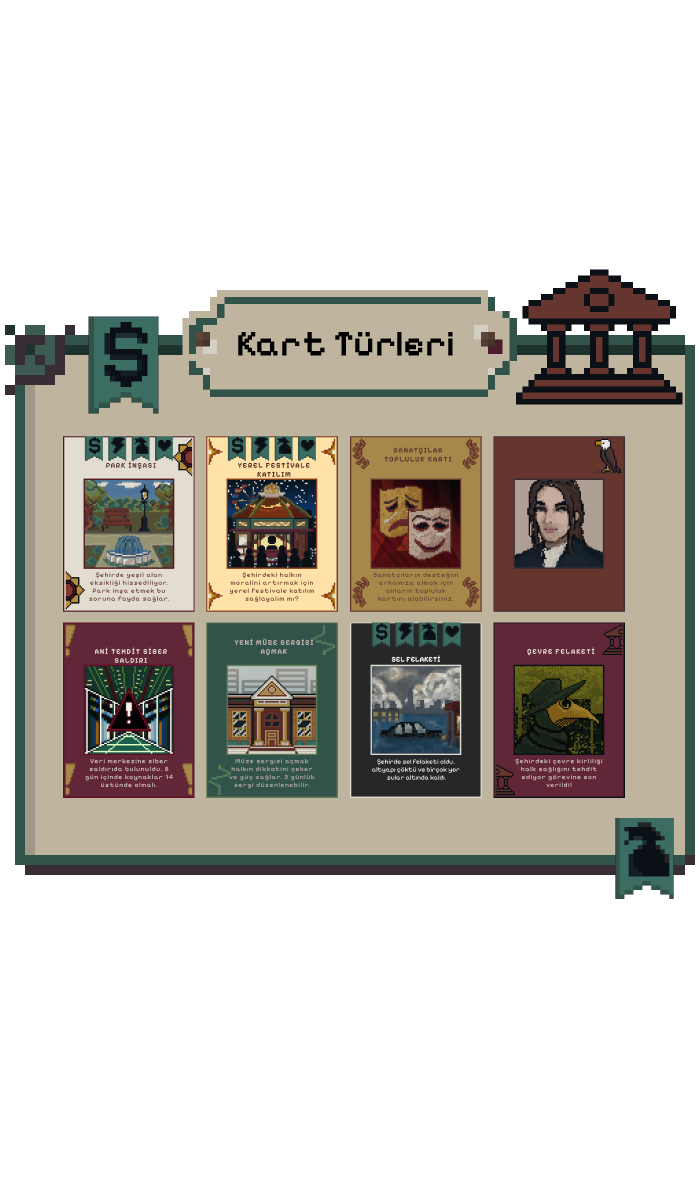 Kart Türleri
PARK İNŞASI
Şehirde yeşil alan
eksikliği hissediliyor.
Park inşa etmek bu
soruna fayda sağlar.
YEREL FESTİVALE
KATILIM
Şehirdeki halkın
moralini artırmak için
yerel festivale katılım
sağlayalım mı?
SANATÇILAR
TOPLULUK KARTI
Sanatçıların desteğini
arkamıza almak için
onların topluluk
kartını alabilirsiniz.
ANİ TEHDİT SİBER
SALDIRI
Veri merkezine siber
saldırıda bulunuldu. 8
gün içinde kaynaklar 14
üstünde olmalı.
YENİ MÜZE SERGİSİ
AÇMAK
Müze sergisi açmak
halkın dikkatini çeker
ve güç sağlar. 3 günlük
sergi düzenlenebilir.
SEL FELAKETİ
Şehirde sel felaketi oldu,
altyapı çöktü ve birçok yer
sular altında kaldı.
ÇEVRE FELAKETİ
Şehirdeki çevre kirliliği
halk sağlığını tehdit
ediyor görevine son
verildi!